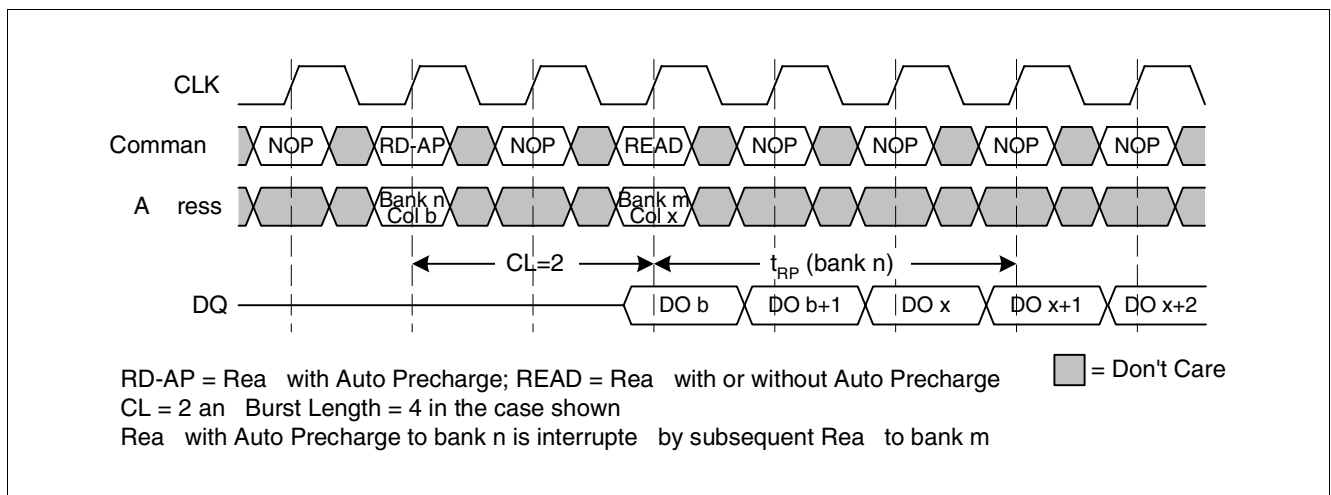 CLK
Comman
NOP RD-AP NOP READ NOP NOP NOP NOP
A ress
Bank n Bank m
Col b Col x
CL=2 tRP (bank n)
DQ
DO b DO b+1 DO x DO x+1 DO x+2
RD-AP = Rea with Auto Precharge; READ = Rea with or without Auto Precharge
= Don't Care
CL = 2 an Burst Length = 4 in the case shown
Rea with Auto Precharge to bank n is interrupte by subsequent Rea to bank m